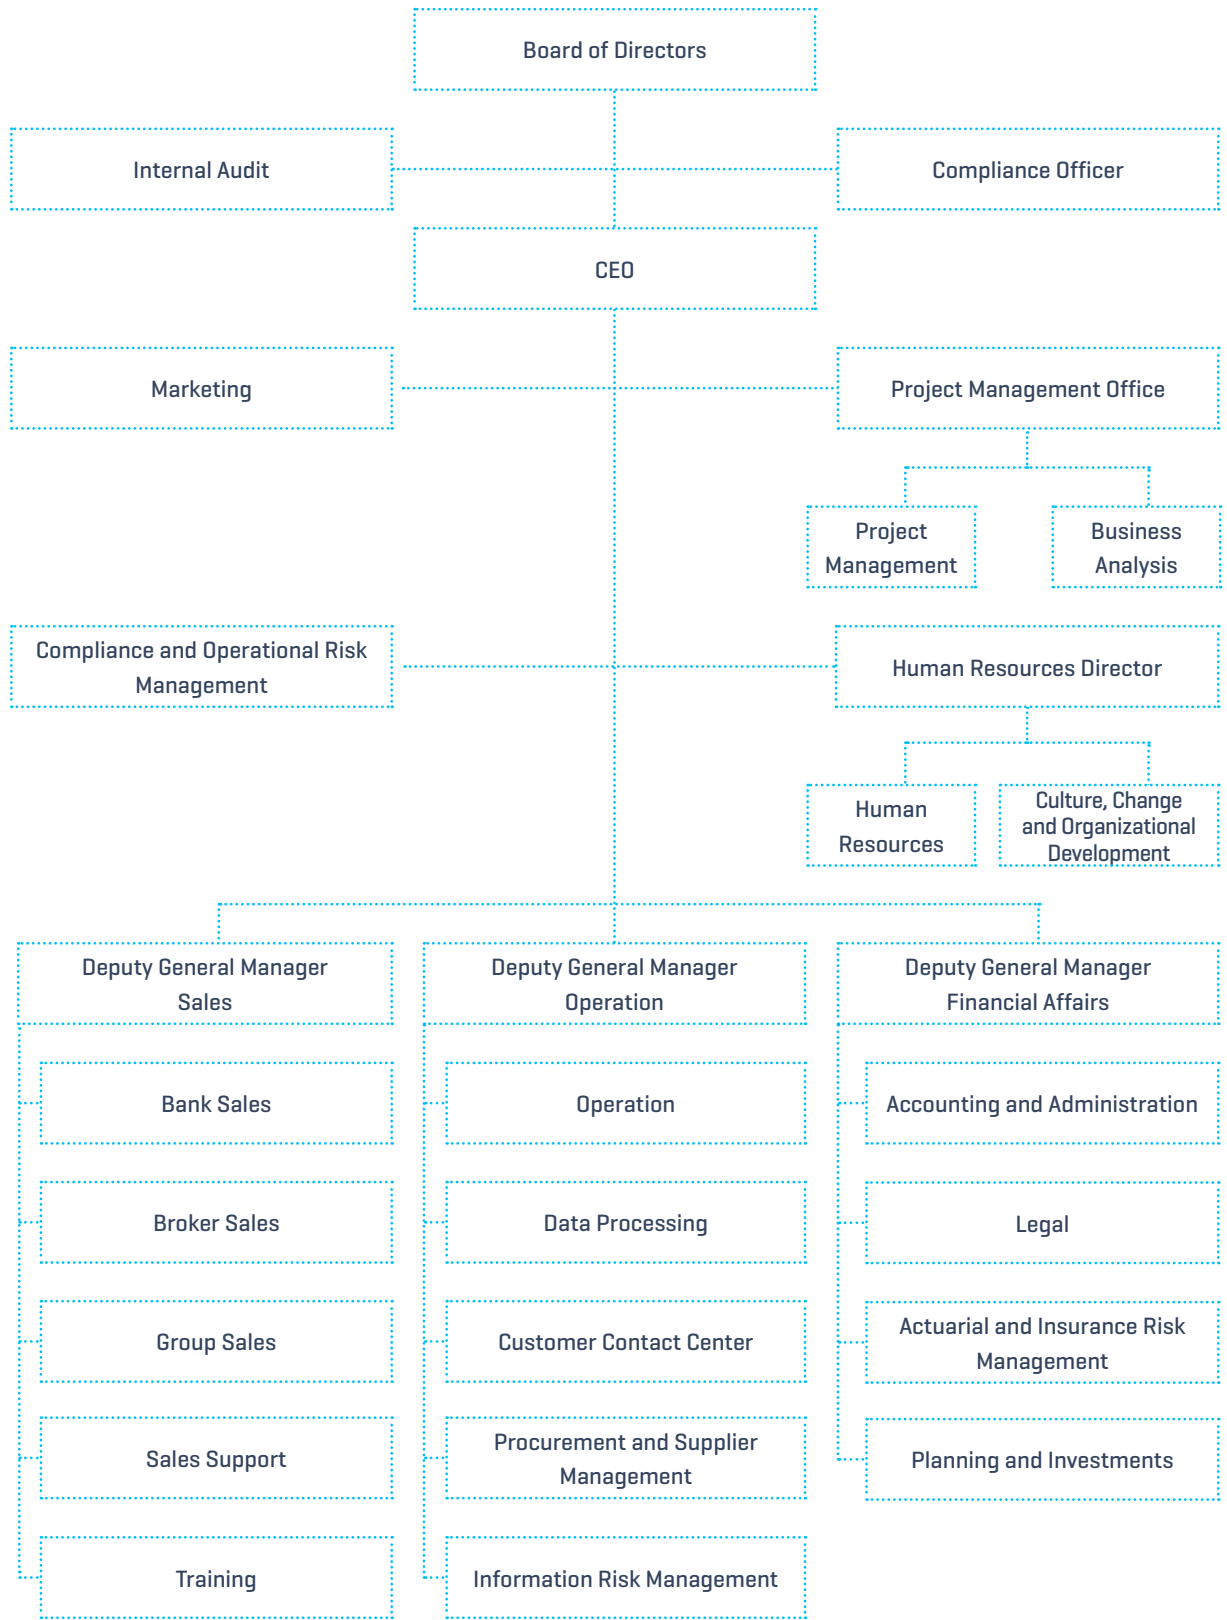 Board of Directors
Internal Audit
Compliance Officer
CEO
Marketing
Project Management Office
Project
Management
Business
Analysis
Compliance and Operational Risk
Management
Human Resources Director
Human
Resources
Culture, Change
and Organizational
Development
Deputy General Manager
Sales
Deputy General Manager
Operation
Deputy General Manager
Financial Affairs
Bank Sales
Operation
Accounting and Administration
Broker Sales
Data Processing
Legal
Group Sales
Customer Contact Center
Actuarial and Insurance Risk
Management
Sales Support
Procurement and Supplier
Management
Planning and Investments
Training
Information Risk Management